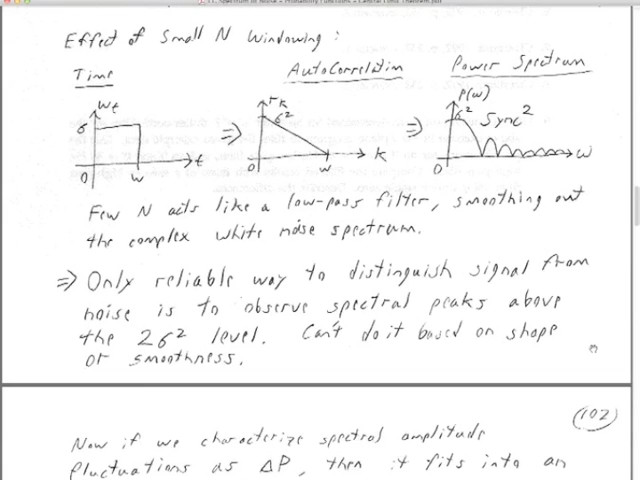 Effect of Small N Windowing:
Time AutoCorrelation Power Spectrum
Wt rk P(ω)
σ σ² σ² Sync²
⇒ ⇒
0 W t 0 W k 0 ω
Few N acts like a low-pass filter, smoothing out
the complex white noise spectrum.
⇒ Only reliable way to distinguish signal from
noise is to observe spectral peaks above
the 2σ² level. Can't do it based on shape
or smoothness.
(102)
Now if we characterize spectral amplitude
fluctuations as ΔP, then it fits into an